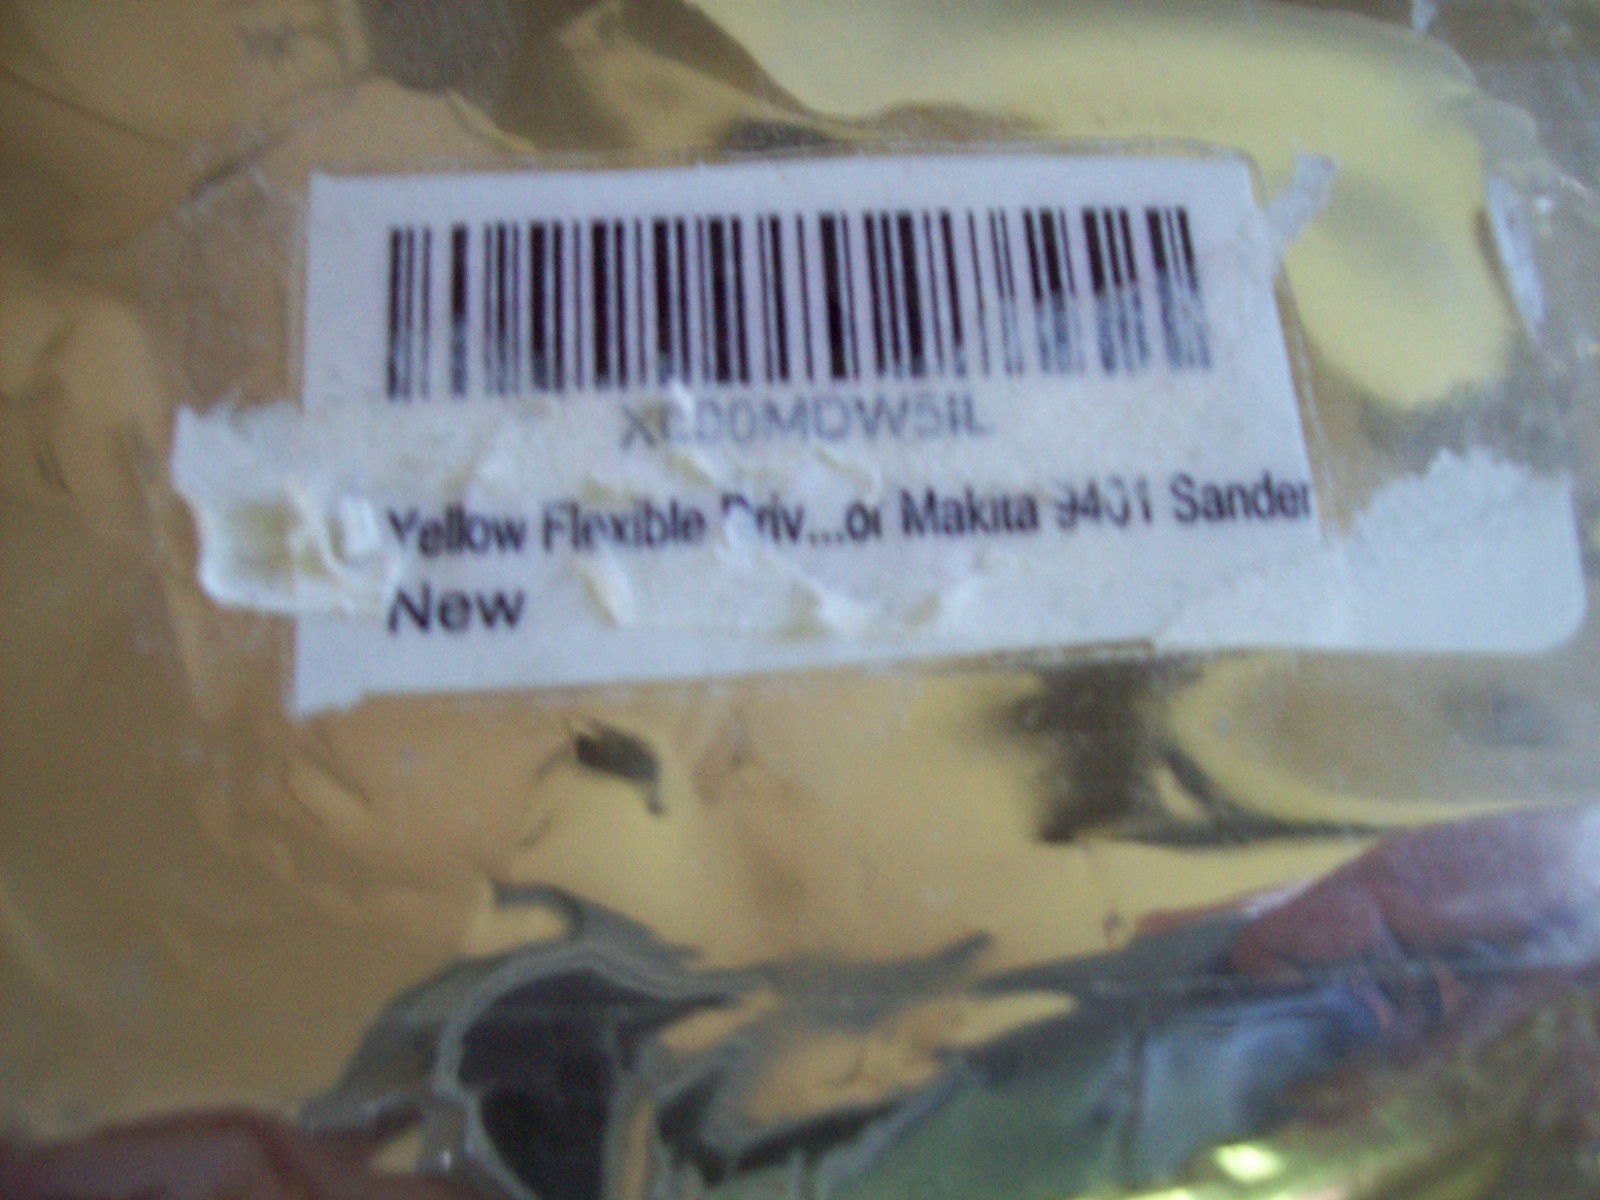 Yellow Flexible Driv...or Makita 9401 Sander
New